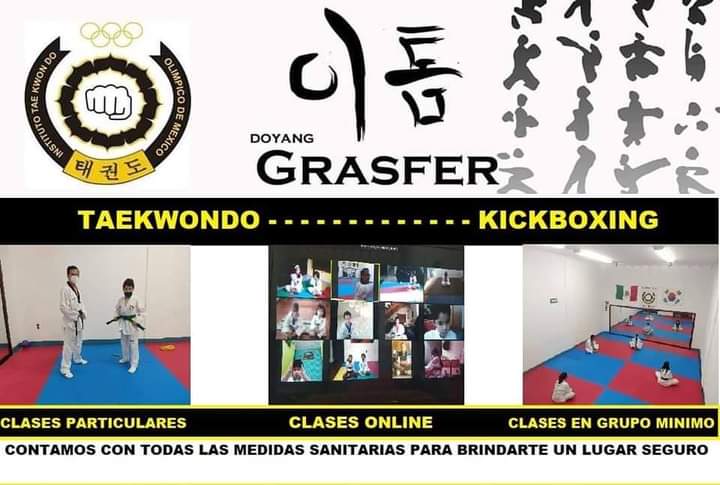 INSTITUTO TAE KWON DO
OLIMPICO DE MEXICO
태권도
이톰
DOYANG
GRASFER
TAEKWONDO - - - - - - - - - - - - - KICKBOXING
CLASES PARTICULARES
CLASES ONLINE
CLASES EN GRUPO MINIMO
CONTAMOS CON TODAS LAS MEDIDAS SANITARIAS PARA BRINDARTE UN LUGAR SEGURO